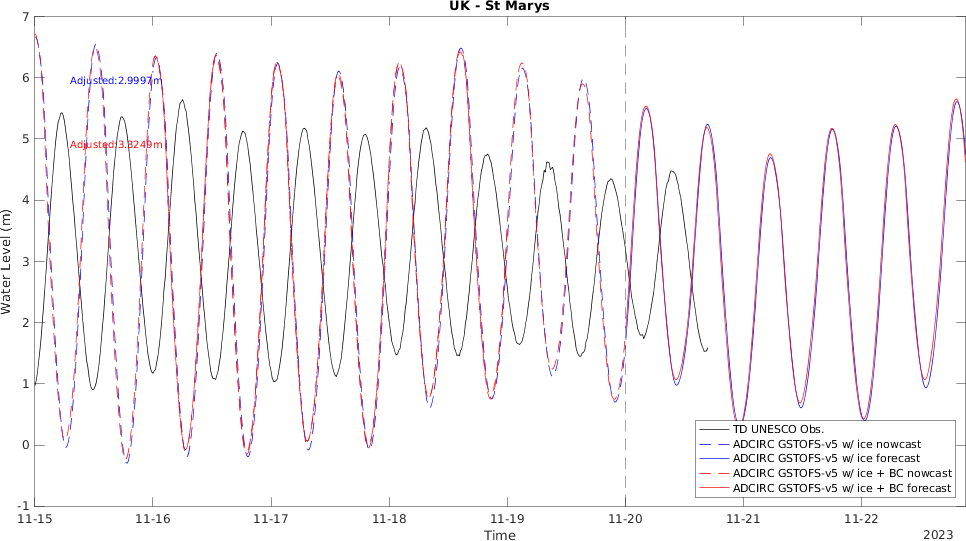 UK - St Marys
7
6
5
4
3
2
1
0
-1
Water Level (m)
Adjusted:2.9997m
Adjusted:3.3249m
TD UNESCO Obs.
ADCIRC GSTOFS-v5 w/ ice nowcast
ADCIRC GSTOFS-v5 w/ ice forecast
ADCIRC GSTOFS-v5 w/ ice + BC nowcast
ADCIRC GSTOFS-v5 w/ ice + BC forecast
11-15 11-16 11-17 11-18 11-19 11-20 11-21 11-22
Time
2023